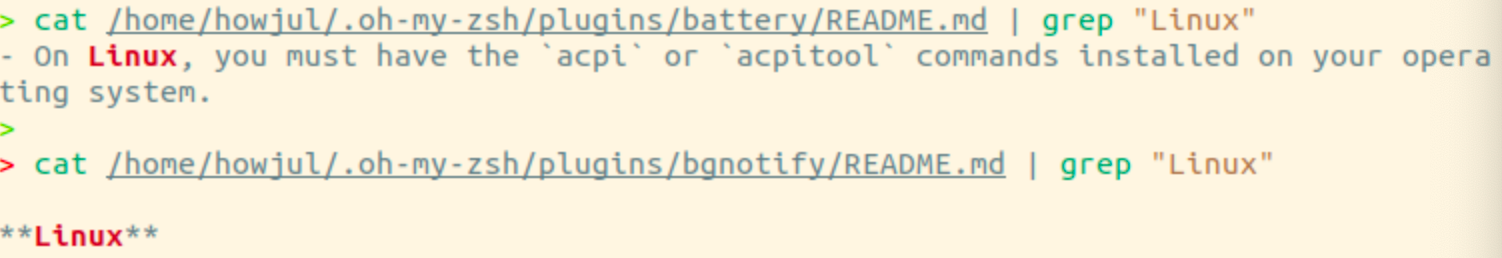 > cat /home/howjul/.oh-my-zsh/plugins/battery/README.md | grep "Linux"
- On Linux, you must have the `acpi` or `acpitool` commands installed on your opera
ting system.
>
> cat /home/howjul/.oh-my-zsh/plugins/bgnotify/README.md | grep "Linux"
**Linux**